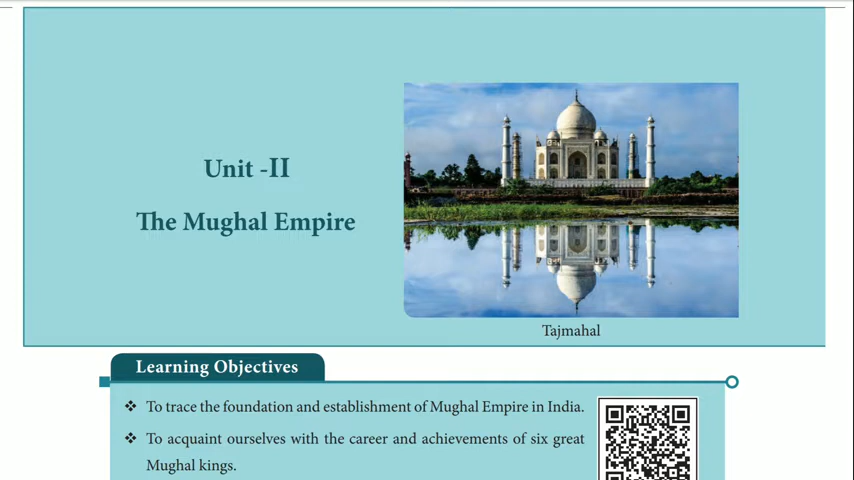 Unit -II
The Mughal Empire
Tajmahal
Learning Objectives
❖ To trace the foundation and establishment of Mughal Empire in India.
❖ To acquaint ourselves with the career and achievements of six great
Mughal kings.